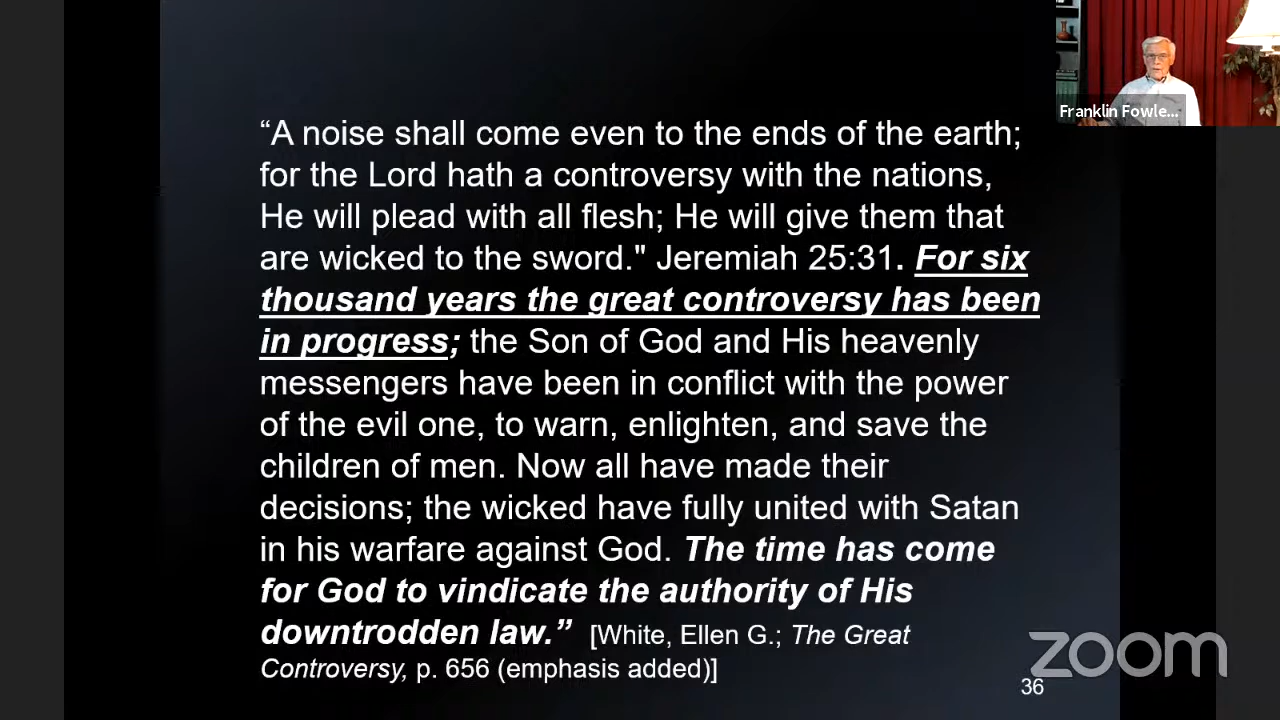 “A noise shall come even to the ends of the earth;
for the Lord hath a controversy with the nations,
He will plead with all flesh; He will give them that
are wicked to the sword." Jeremiah 25:31. For six
thousand years the great controversy has been
in progress; the Son of God and His heavenly
messengers have been in conflict with the power
of the evil one, to warn, enlighten, and save the
children of men. Now all have made their
decisions; the wicked have fully united with Satan
in his warfare against God. The time has come
for God to vindicate the authority of His
downtrodden law.” [White, Ellen G.; The Great
Controversy, p. 656 (emphasis added)]
36
Franklin Fowle...
zoom